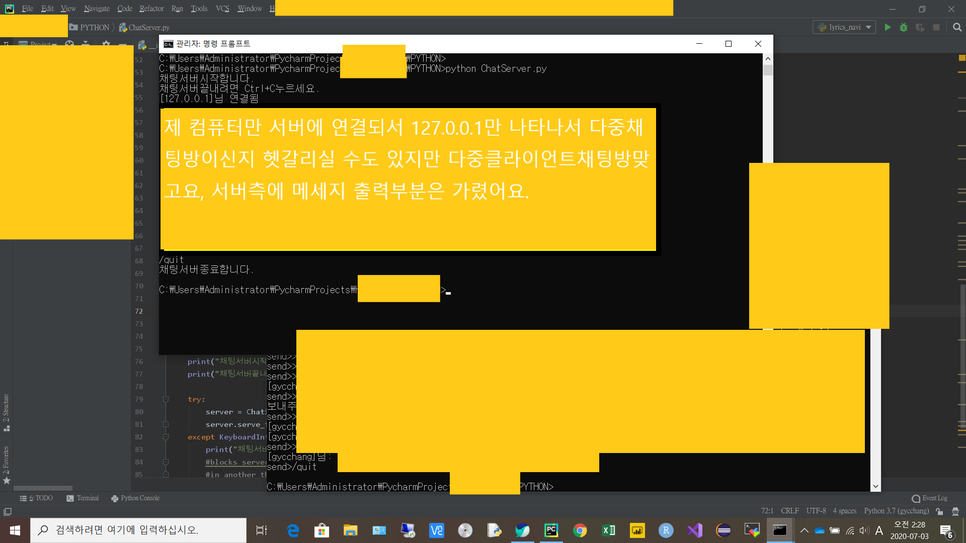 File Edit View Navigate Code Refactor Run Tools VCS Window
PYTHON ChatServer.py
lyrics_navi
관리자: 명령 프롬프트
C:₩Users₩Administrator₩PycharmProjec ₩PYTHON>
C:₩Users₩Administrator₩PycharmProjec ₩PYTHON>python ChatServer.py
채팅서버시작합니다.
채팅서버끝내려면 Ctrl+C누르세요.
[127.0.0.1]님 연결됨
제 컴퓨터만 서버에 연결되서 127.0.0.1만 나타나서 다중채
팅방이신지 헷갈리실 수도 있지만 다중클라이언트채팅방맞
고요, 서버측에 메세지 출력부분은 가렸어요.
/quit
채팅서버종료합니다.
C:₩Users₩Administrator₩PycharmProjects₩ >
52
53
54
55
56
57
58
59
60
61
62
63
64
65
66
67
68
69
70
71
72
73
74
75
76
77
78
79
80
81
82
83
84
85
print("채팅서버시작
print("채팅서버끝내
try:
server = Chat
server.serve_
except KeyboardInt
print("채팅서버
#blocks server
#in another th
send>>
send>>
send>>
[gycch
send>>
보내주
send>>
[gycch
[gycch
send>>
[gycchang]님:
send>/quit
C:₩Users₩Administrator₩PycharmProjec PYTHON>
Structure
Favorites
TODO Terminal Python Console Event Log
72:1 CRLF UTF-8 4 spaces Python 3.7 (gycchang)
검색하려면 여기에 입력하십시오.
A
오전 2:28
2020-07-03
6